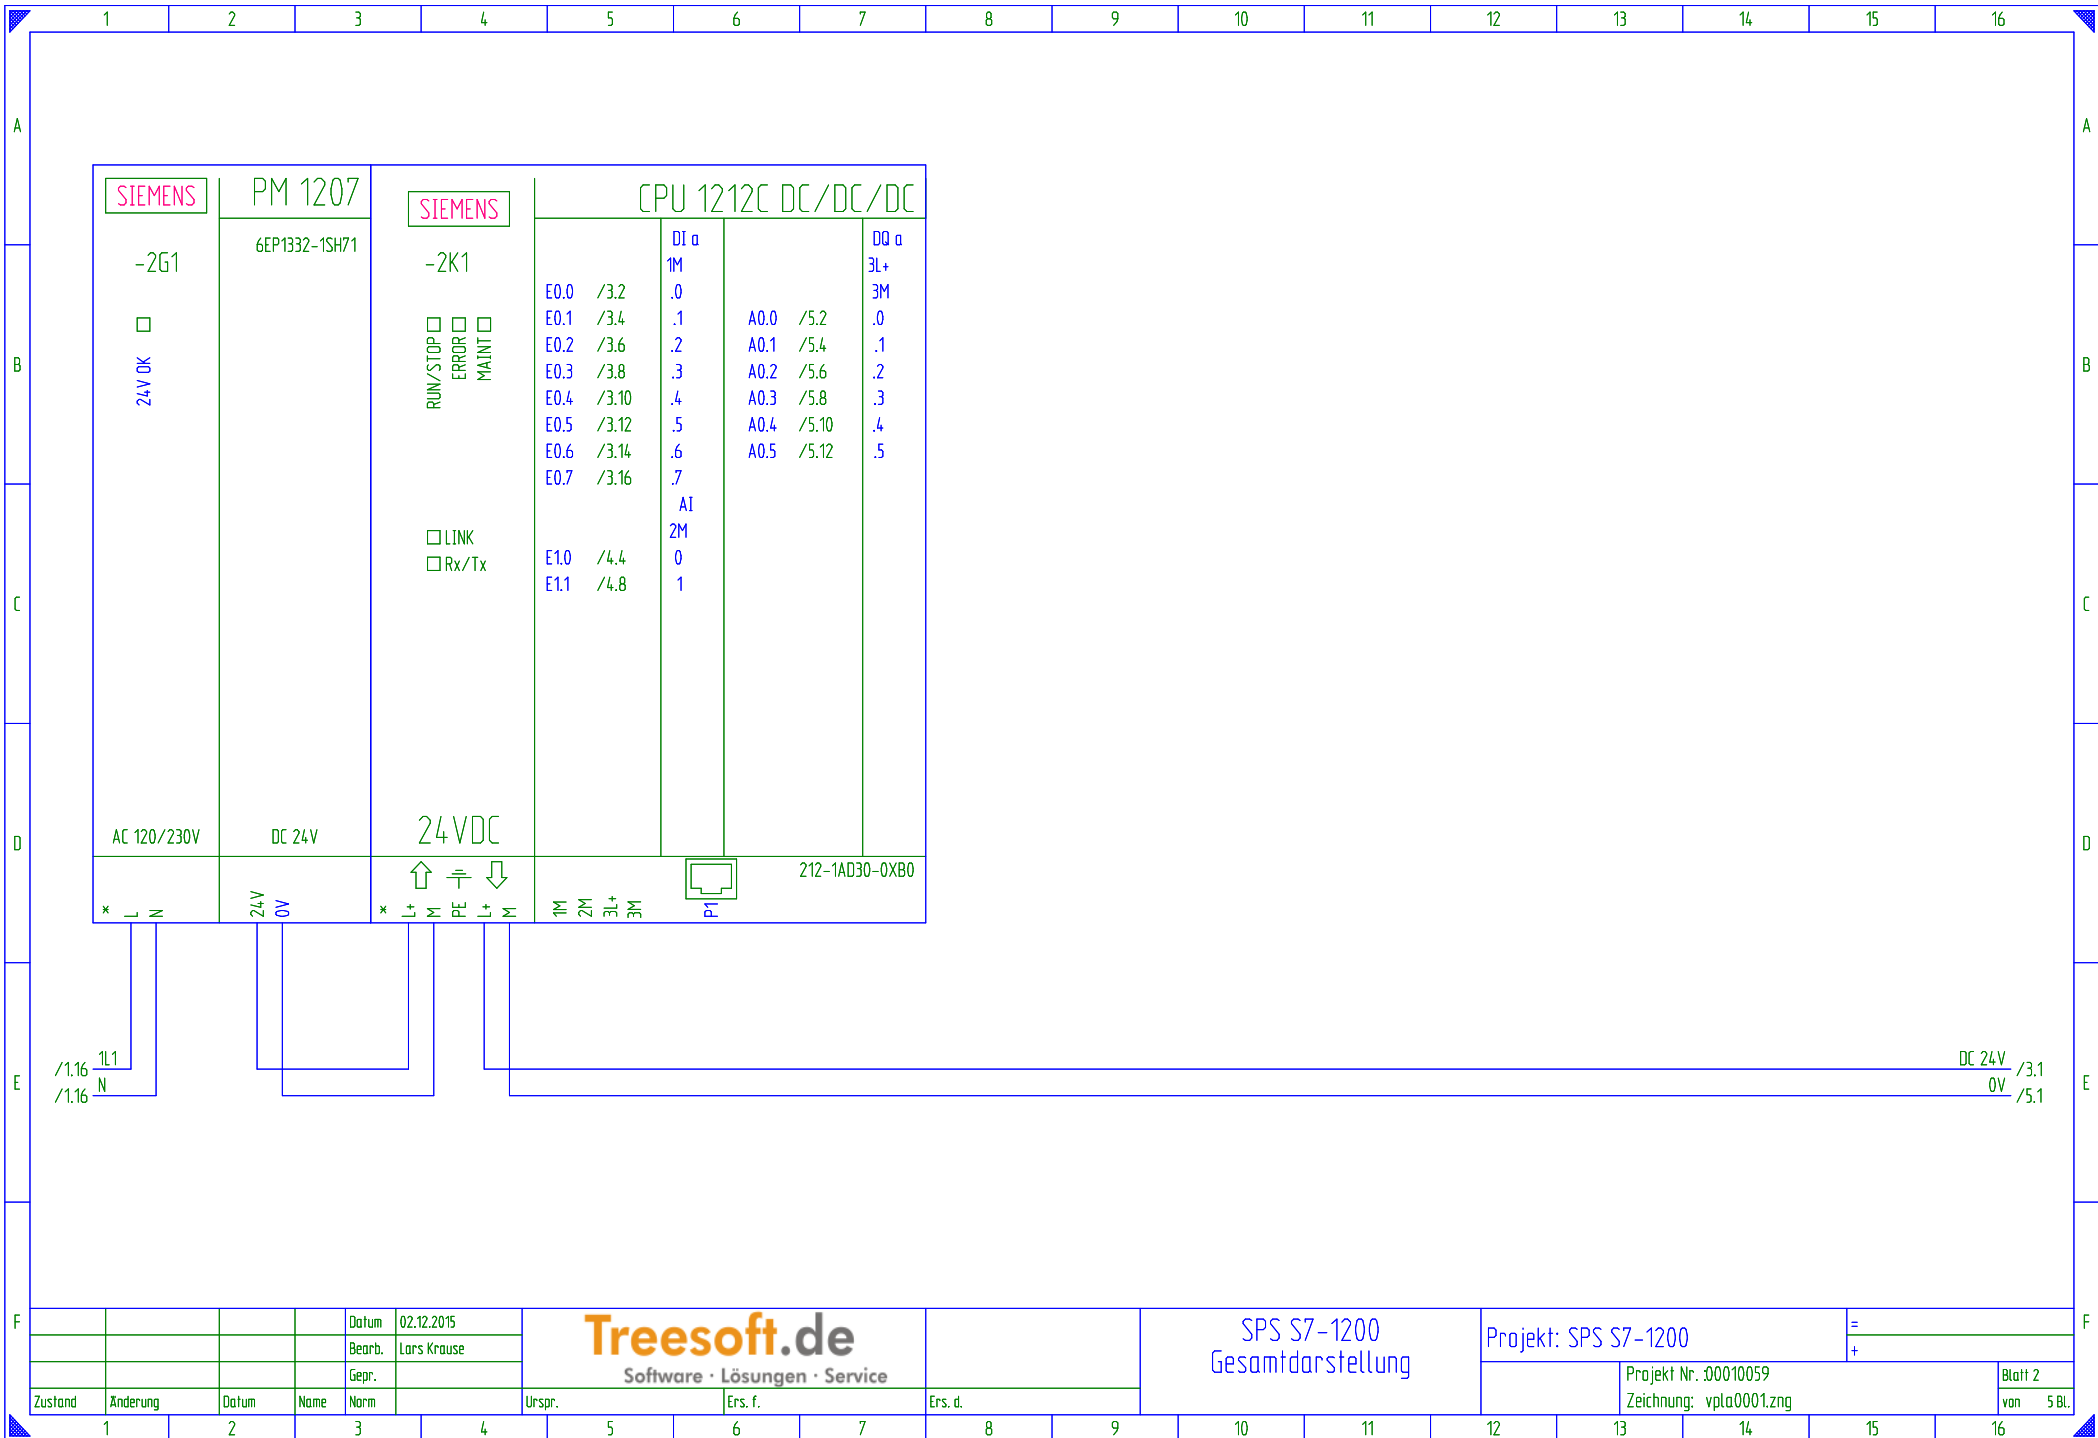 1 2 3 4 5 6 7 8 9 10 11 12 13 14 15 16
A A
SIEMENS PM 1207 SIEMENS CPU 1212C DC/DC/DC
6EP1332-1SH71 DI a DQ a
-2G1 -2K1 1M 3L+
E0.0 /3.2 .0 3M
E0.1 /3.4 .1 A0.0 /5.2 .0
E0.2 /3.6 .2 A0.1 /5.4 .1
B E0.3 /3.8 .3 A0.2 /5.6 .2 B
24V OK RUN/STOP ERROR MAINT
E0.4 /3.10 .4 A0.3 /5.8 .3
E0.5 /3.12 .5 A0.4 /5.10 .4
E0.6 /3.14 .6 A0.5 /5.12 .5
E0.7 /3.16 .7
AI
2M
LINK
E1.0 /4.4 0
Rx/Tx
E1.1 /4.8 1
C C
AC 120/230V DC 24V 24VDC
D D
212-1AD30-0XB0
* L N 24V 0V * L+ M PE L+ M 1M 2M 3L+ 3M P1
1L1 DC 24V
/1.16 /3.1
E N 0V E
/1.16 /5.1
F Datum 02.12.2015 Treesoft.de SPS S7-1200 = F
Bearb. Lars Krause Gesamtdarstellung Projekt: SPS S7-1200 +
Gepr. Software · Lösungen · Service Projekt Nr. :00010059 Blatt 2
Zustand Änderung Datum Name Norm Urspr. Ers. f. Ers. d. Zeichnung: vpla0001.zng von 5 Bl.
1 2 3 4 5 6 7 8 9 10 11 12 13 14 15 16